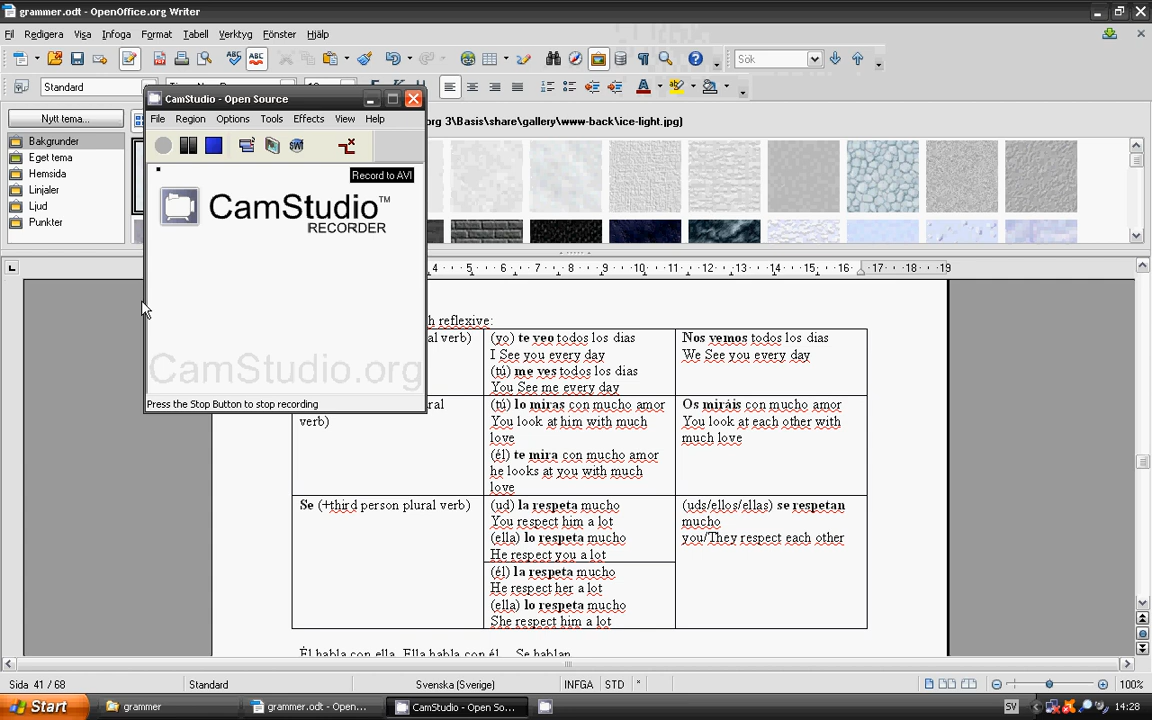 grammer.odt - OpenOffice.org Writer
Fil Redigera Visa Infoga Format Tabell Verktyg Fönster Hjälp
Sök
Standard
CamStudio - Open Source
File Region Options Tools Effects View Help
Record to AVI
CamStudio™
RECORDER
CamStudio.org
Press the Stop Button to stop recording
Nytt tema...
org 3\Basis\share\gallery\www-back\ice-light.jpg)
Bakgrunder
Eget tema
Hemsida
Linjaler
Ljud
Punkter
4 5 6 7 8 9 10 11 12 13 14 15 16 17 18 19
h reflexive:
al verb)
(yo) te veo todos los dias
I See you every day
(tú) me ves todos los dias
You See me every day
Nos vemos todos los dias
We See you every day
ral
verb)
(tú) lo miras con mucho amor
You look at him with much
love
(él) te mira con mucho amor
he looks at you with much
love
Os miráis con mucho amor
You look at each other with
much love
Se (+third person plural verb)
(ud) la respeta mucho
You respect him a lot
(ella) lo respeta mucho
He respect you a lot
(él) la respeta mucho
He respect her a lot
(ella) lo respeta mucho
She respect him a lot
(uds/ellos/ellas) se respetan
mucho
you/They respect each other
Él habla con ella. Ella habla con él. Se hablan
Sida 41 / 68 Standard Svenska (Sverige) INFGA STD * 100%
Start grammer grammer.odt - Open... CamStudio - Open So... SV 14:28